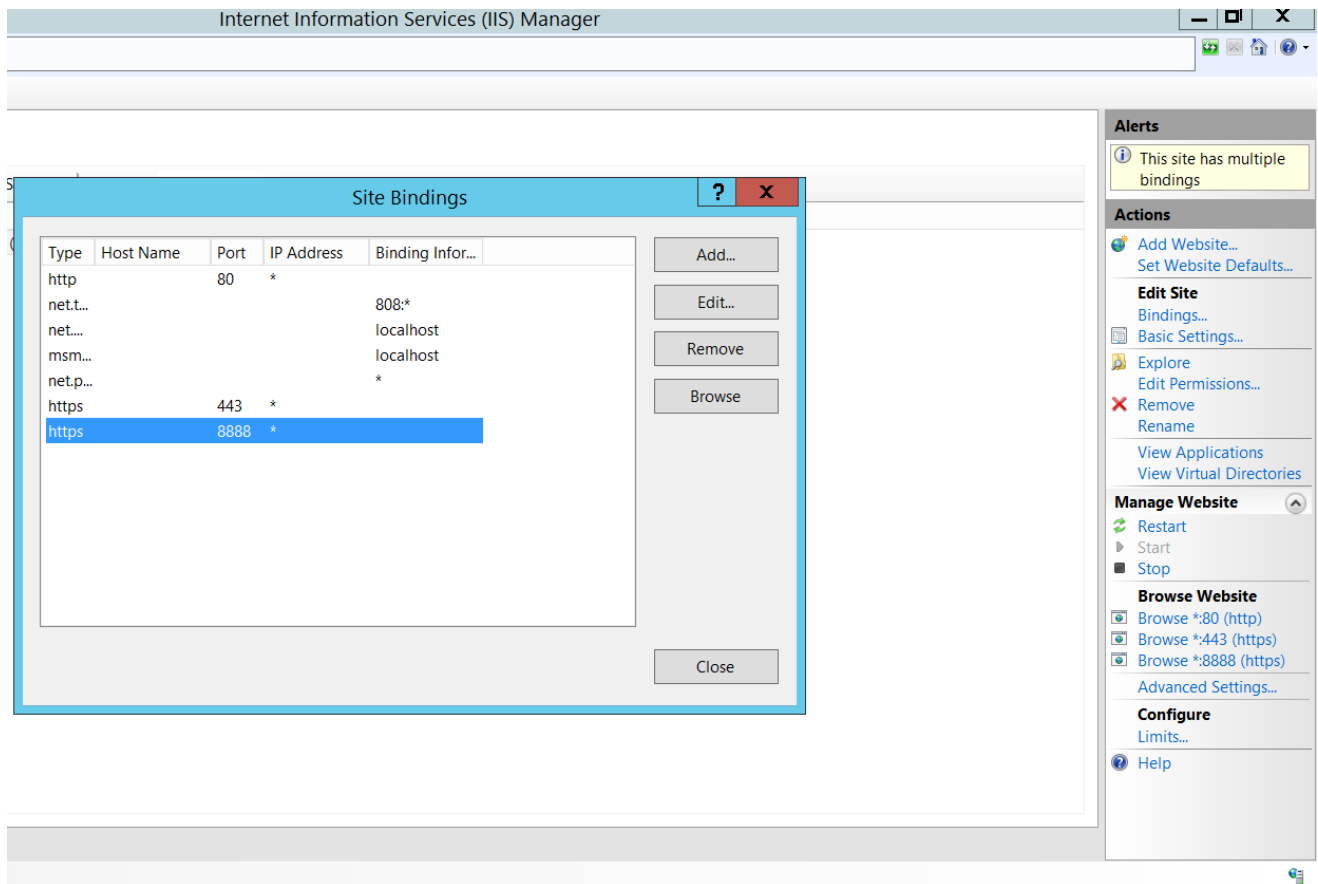 Internet Information Services (IIS) Manager
Site Bindings
?
X
Type Host Name Port IP Address Binding Infor...
http 80 *
net.t... 808:*
net.... localhost
msm... localhost
net.p... *
https 443 *
https 8888 *
Add...
Edit...
Remove
Browse
Close
Alerts
This site has multiple
bindings
Actions
Add Website...
Set Website Defaults...
Edit Site
Bindings...
Basic Settings...
Explore
Edit Permissions...
Remove
Rename
View Applications
View Virtual Directories
Manage Website
Restart
Start
Stop
Browse Website
Browse *:80 (http)
Browse *:443 (https)
Browse *:8888 (https)
Advanced Settings...
Configure
Limits...
Help